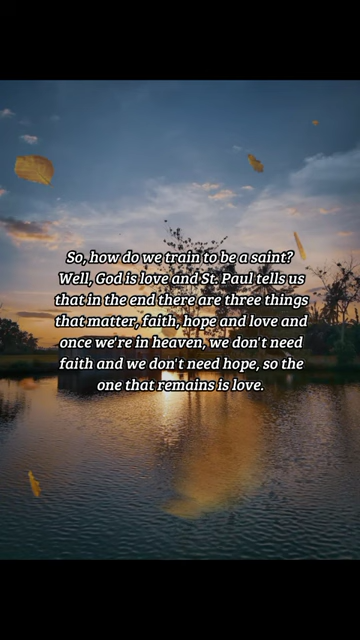 So, how do we train to be a saint?
Well, God is love and St. Paul tells us
that in the end there are three things
that matter, faith, hope and love and
once we're in heaven, we don't need
faith and we don't need hope, so the
one that remains is love.